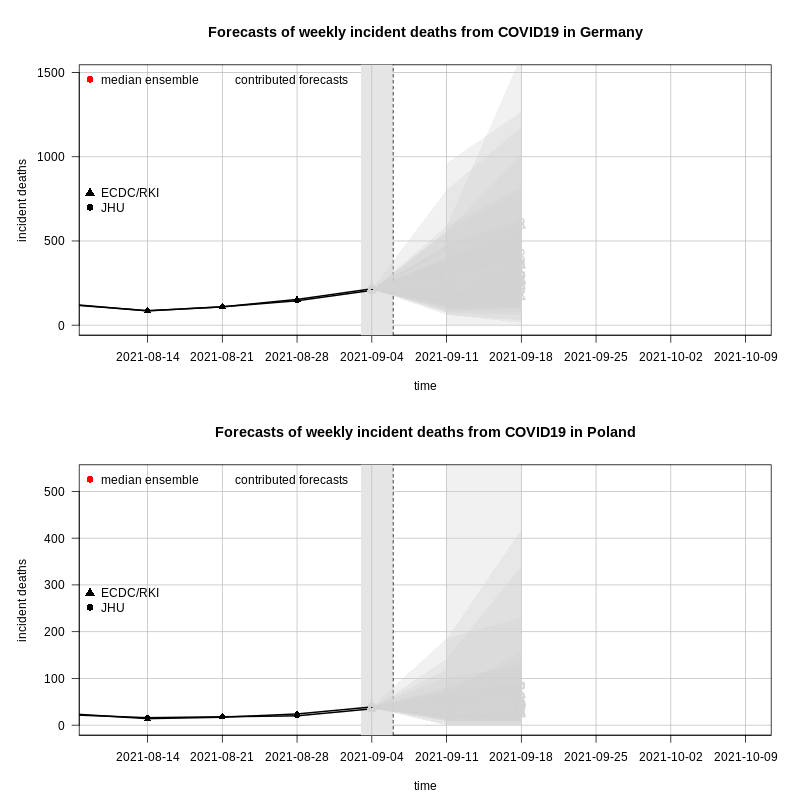 Forecasts of weekly incident deaths from COVID19 in Germany
1500
median ensemble contributed forecasts
1000
incident deaths
ECDC/RKI
JHU
500
0
2021-08-14 2021-08-21 2021-08-28 2021-09-04 2021-09-11 2021-09-18 2021-09-25 2021-10-02 2021-10-09
time
Forecasts of weekly incident deaths from COVID19 in Poland
500
median ensemble contributed forecasts
400
incident deaths
300
ECDC/RKI
JHU
200
100
0
2021-08-14 2021-08-21 2021-08-28 2021-09-04 2021-09-11 2021-09-18 2021-09-25 2021-10-02 2021-10-09
time